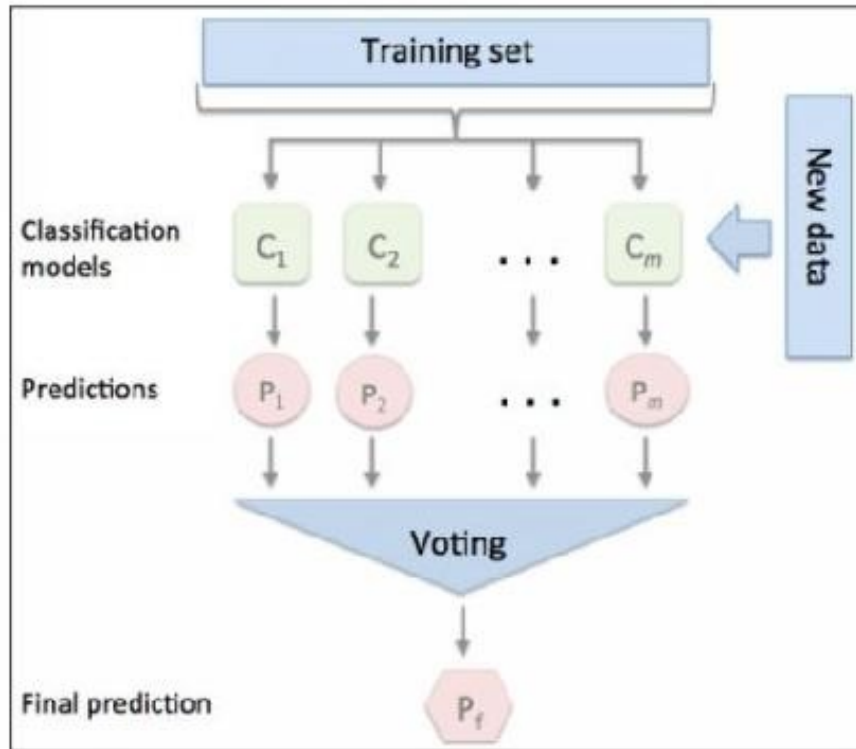 Training set
New data
Classification
models
C1 C2 ... Cm
Predictions
P1 P2 ... Pm
Voting
Final prediction
Pf